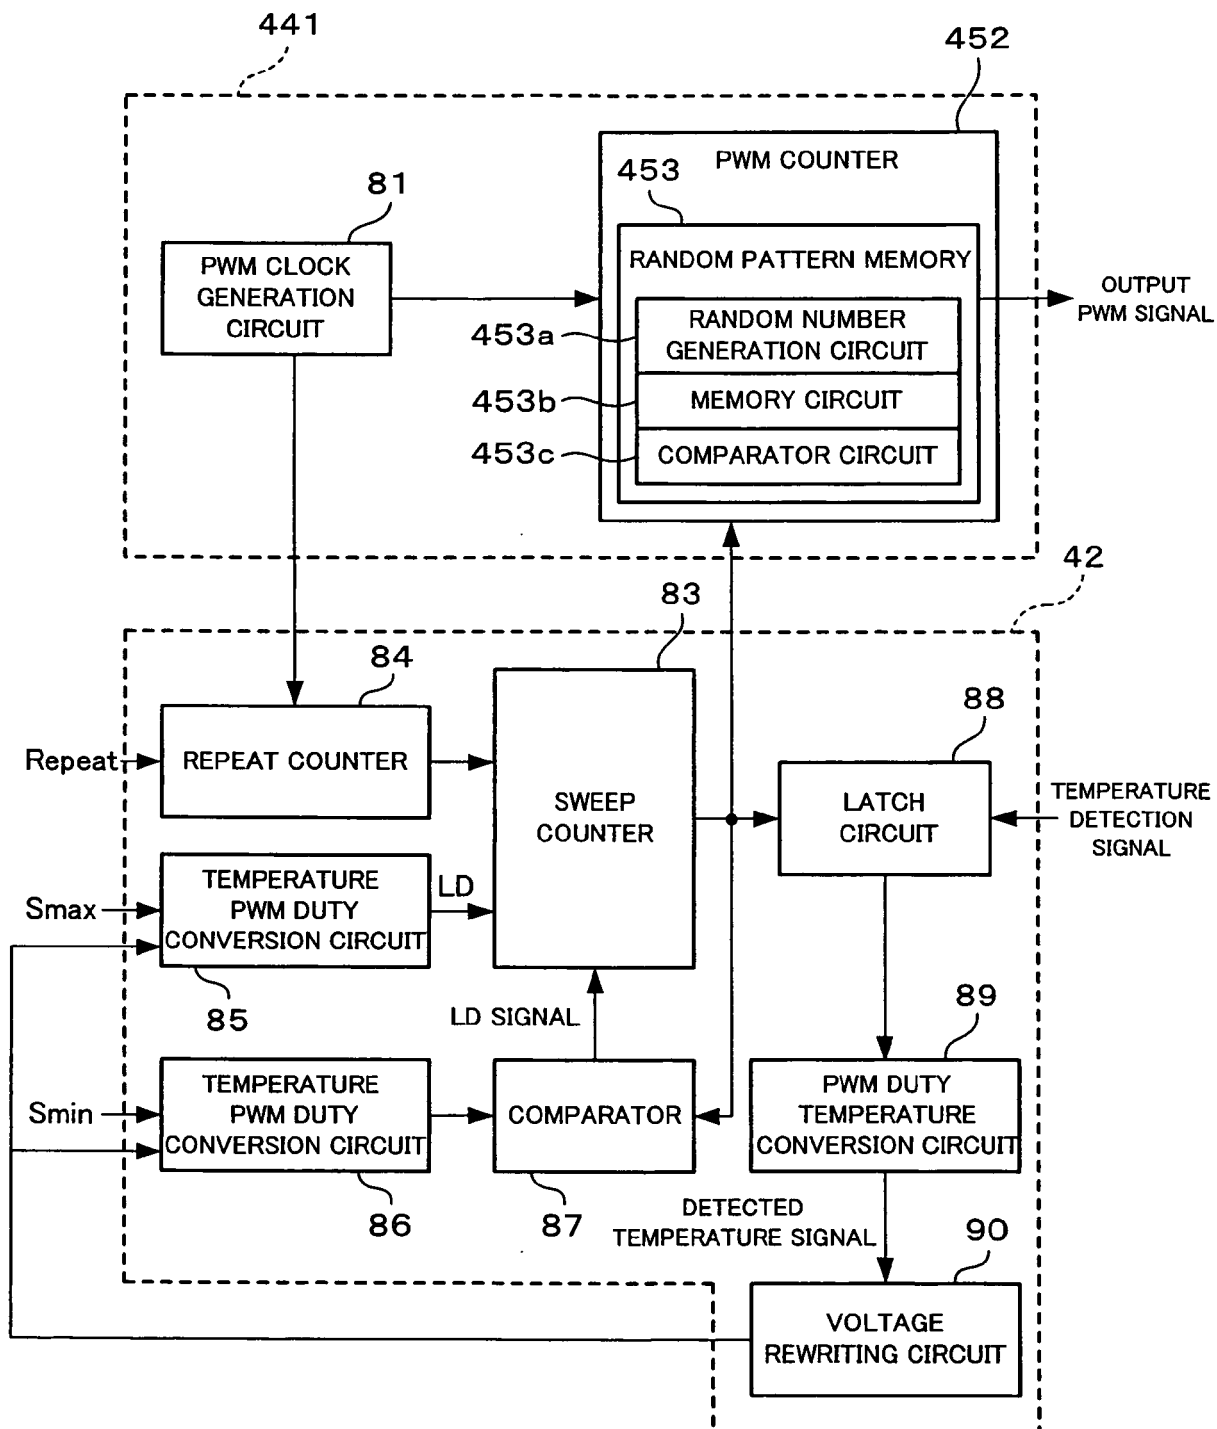 441
452
PWM COUNTER
453
81
RANDOM PATTERN MEMORY
PWM CLOCK
GENERATION
CIRCUIT
OUTPUT
PWM SIGNAL
453a
RANDOM NUMBER
GENERATION CIRCUIT
453b
MEMORY CIRCUIT
453c
COMPARATOR CIRCUIT
42
83
84
88
Repeat
REPEAT COUNTER
SWEEP
COUNTER
LATCH
CIRCUIT
TEMPERATURE
DETECTION
SIGNAL
Smax
TEMPERATURE
PWM DUTY
CONVERSION CIRCUIT
LD
85
LD SIGNAL
89
Smin
TEMPERATURE
PWM DUTY
CONVERSION CIRCUIT
COMPARATOR
PWM DUTY
TEMPERATURE
CONVERSION CIRCUIT
86
87
DETECTED
TEMPERATURE SIGNAL
90
VOLTAGE
REWRITING CIRCUIT